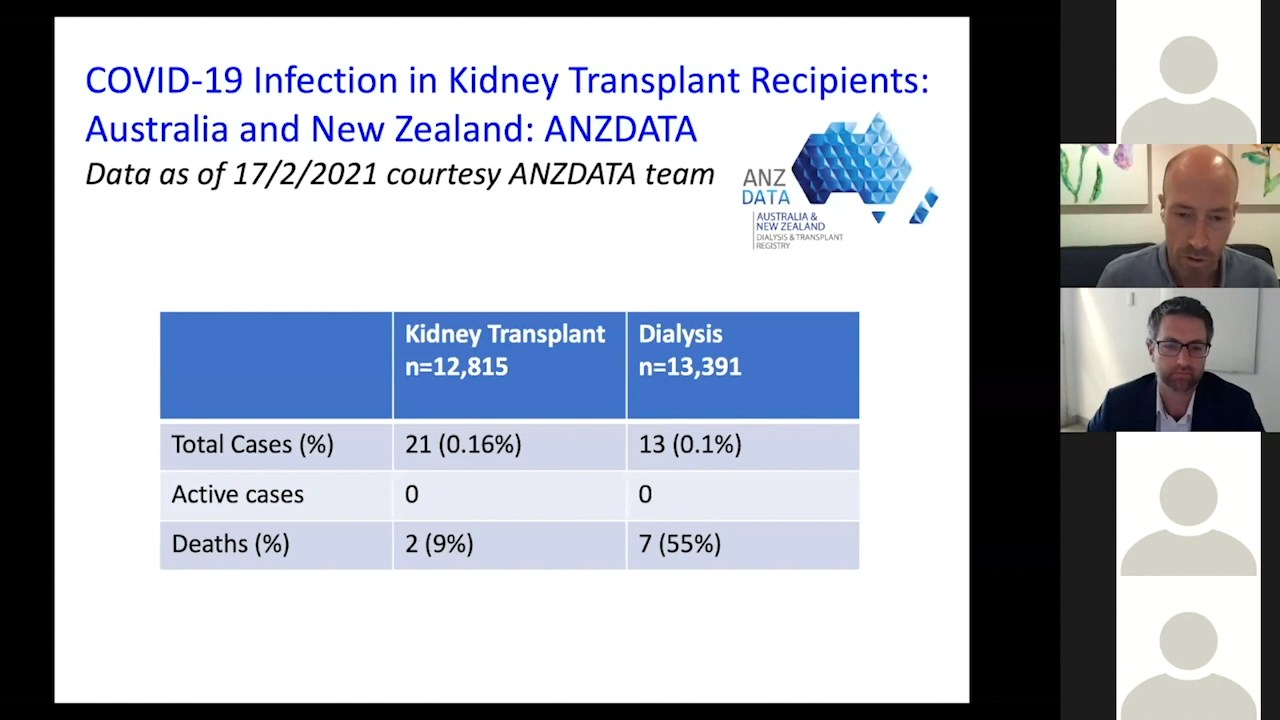 COVID-19 Infection in Kidney Transplant Recipients:
Australia and New Zealand: ANZDATA
Data as of 17/2/2021 courtesy ANZDATA team
ANZ
DATA
AUSTRALIA &
NEW ZEALAND
DIALYSIS & TRANSPLANT
REGISTRY
Kidney Transplant
n=12,815
Dialysis
n=13,391
Total Cases (%) 21 (0.16%) 13 (0.1%)
Active cases 0 0
Deaths (%) 2 (9%) 7 (55%)